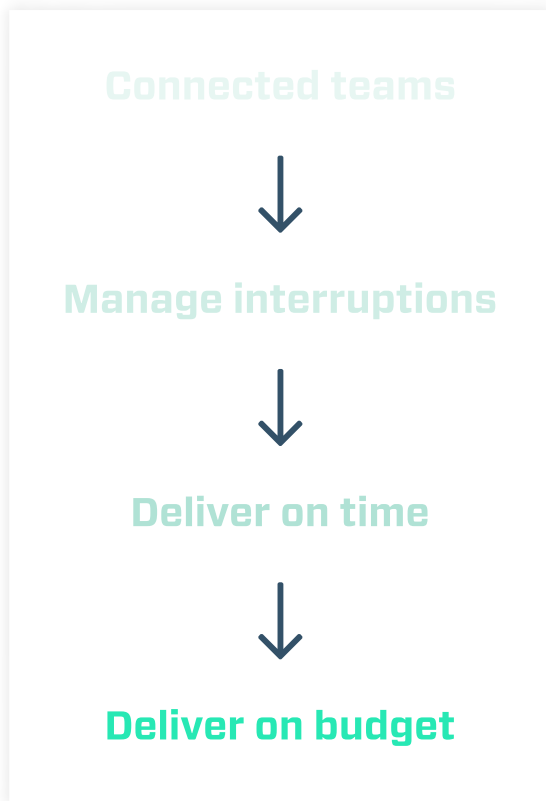 Connected teams
Manage interruptions
Deliver on time
Deliver on budget